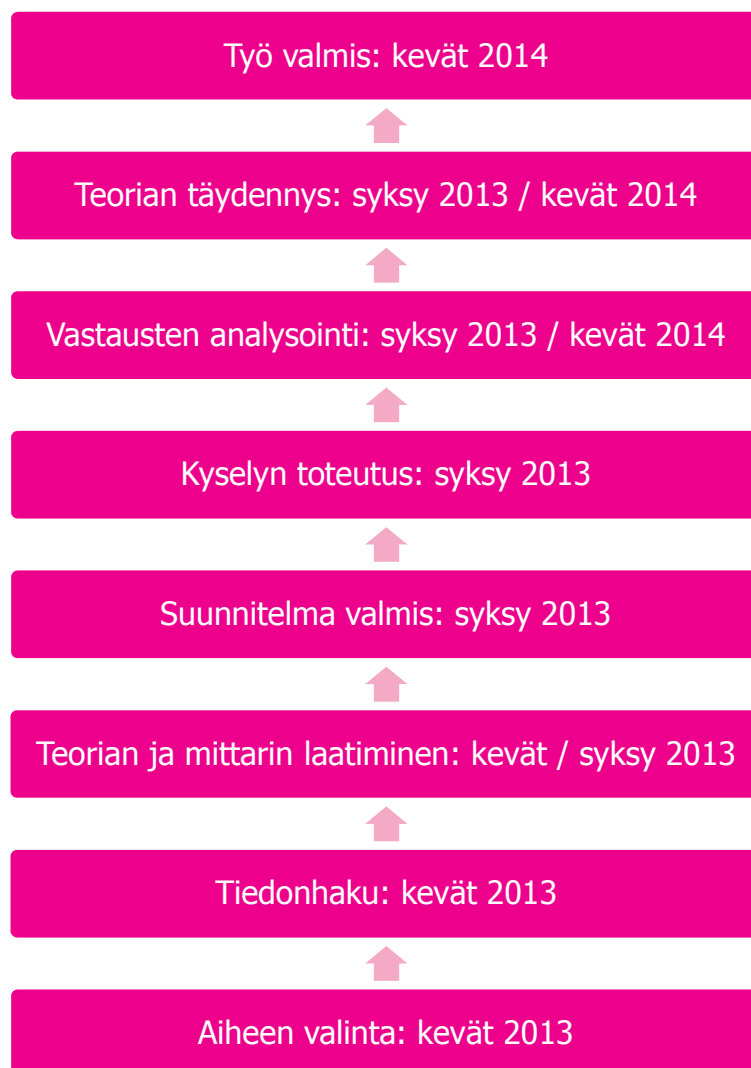 Työ valmis: kevät 2014
Teorian täydennys: syksy 2013 / kevät 2014
Vastausten analysointi: syksy 2013 / kevät 2014
Kyselyn toteutus: syksy 2013
Suunnitelma valmis: syksy 2013
Teorian ja mittarin laatiminen: kevät / syksy 2013
Tiedonhaku: kevät 2013
Aiheen valinta: kevät 2013